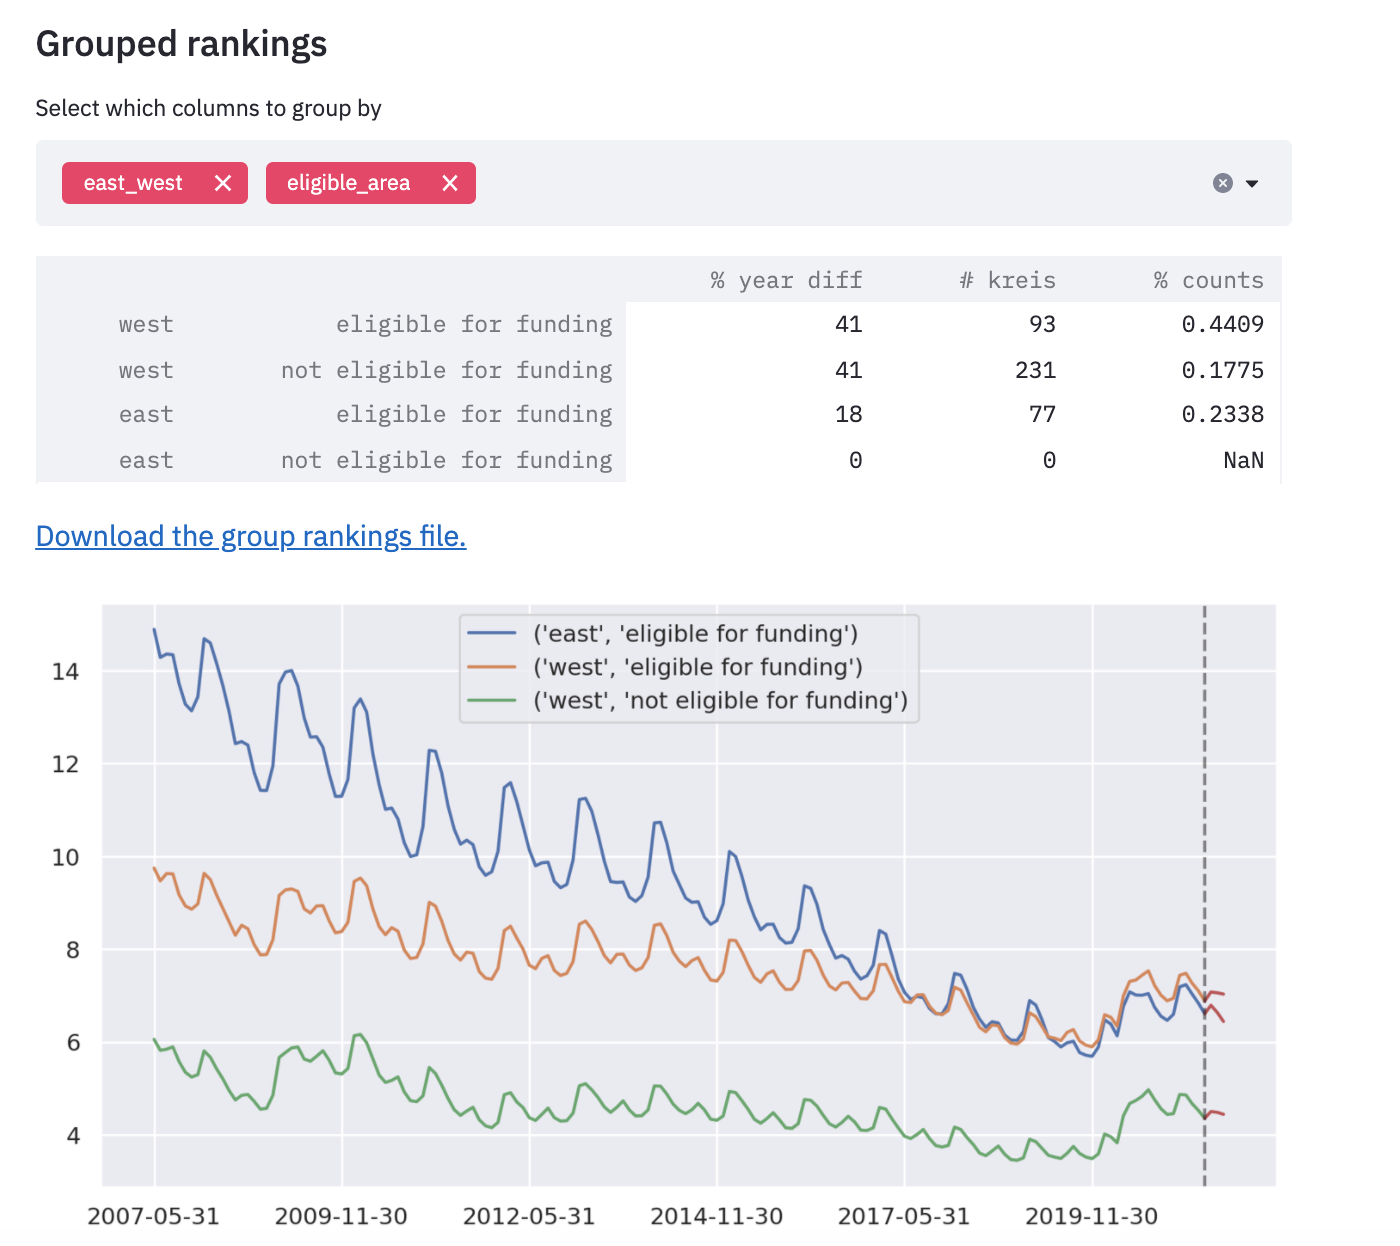 Grouped rankings
Select which columns to group by
east_west eligible_area
% year diff # kreis % counts
west eligible for funding 41 93 0.4409
west not eligible for funding 41 231 0.1775
east eligible for funding 18 77 0.2338
east not eligible for funding 0 0 NaN
Download the group rankings file.
('east', 'eligible for funding')
('west', 'eligible for funding')
('west', 'not eligible for funding')
14
12
10
8
6
4
2007-05-31 2009-11-30 2012-05-31 2014-11-30 2017-05-31 2019-11-30